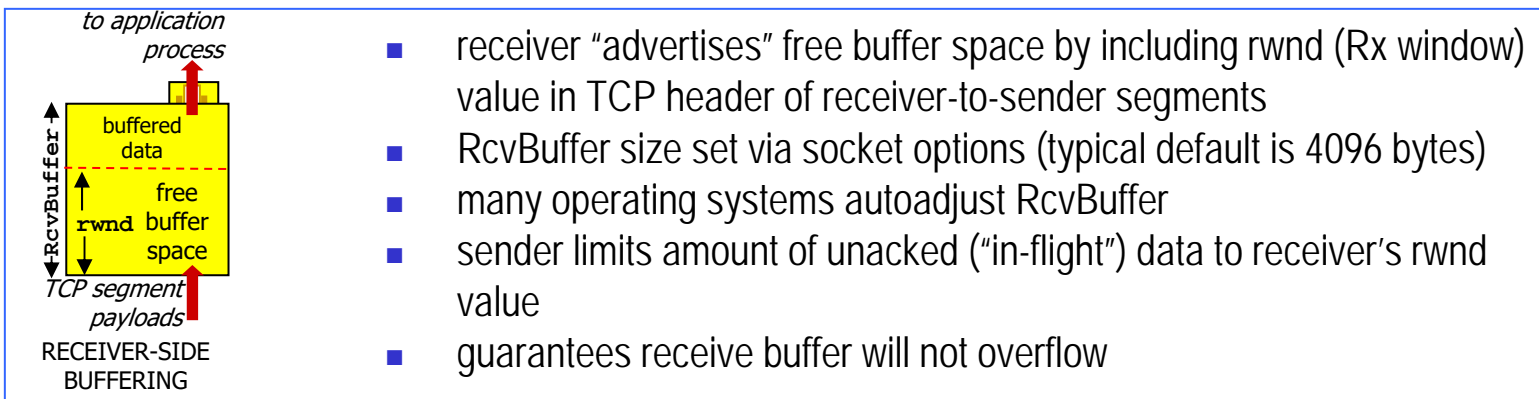 to application
process
RcvBuffer
buffered
data
rwnd
free
buffer
space
TCP segment
payloads
RECEIVER-SIDE
BUFFERING
receiver “advertises” free buffer space by including rwnd (Rx window)
value in TCP header of receiver-to-sender segments
RcvBuffer size set via socket options (typical default is 4096 bytes)
many operating systems autoadjust RcvBuffer
sender limits amount of unacked (“in-flight”) data to receiver’s rwnd
value
guarantees receive buffer will not overflow